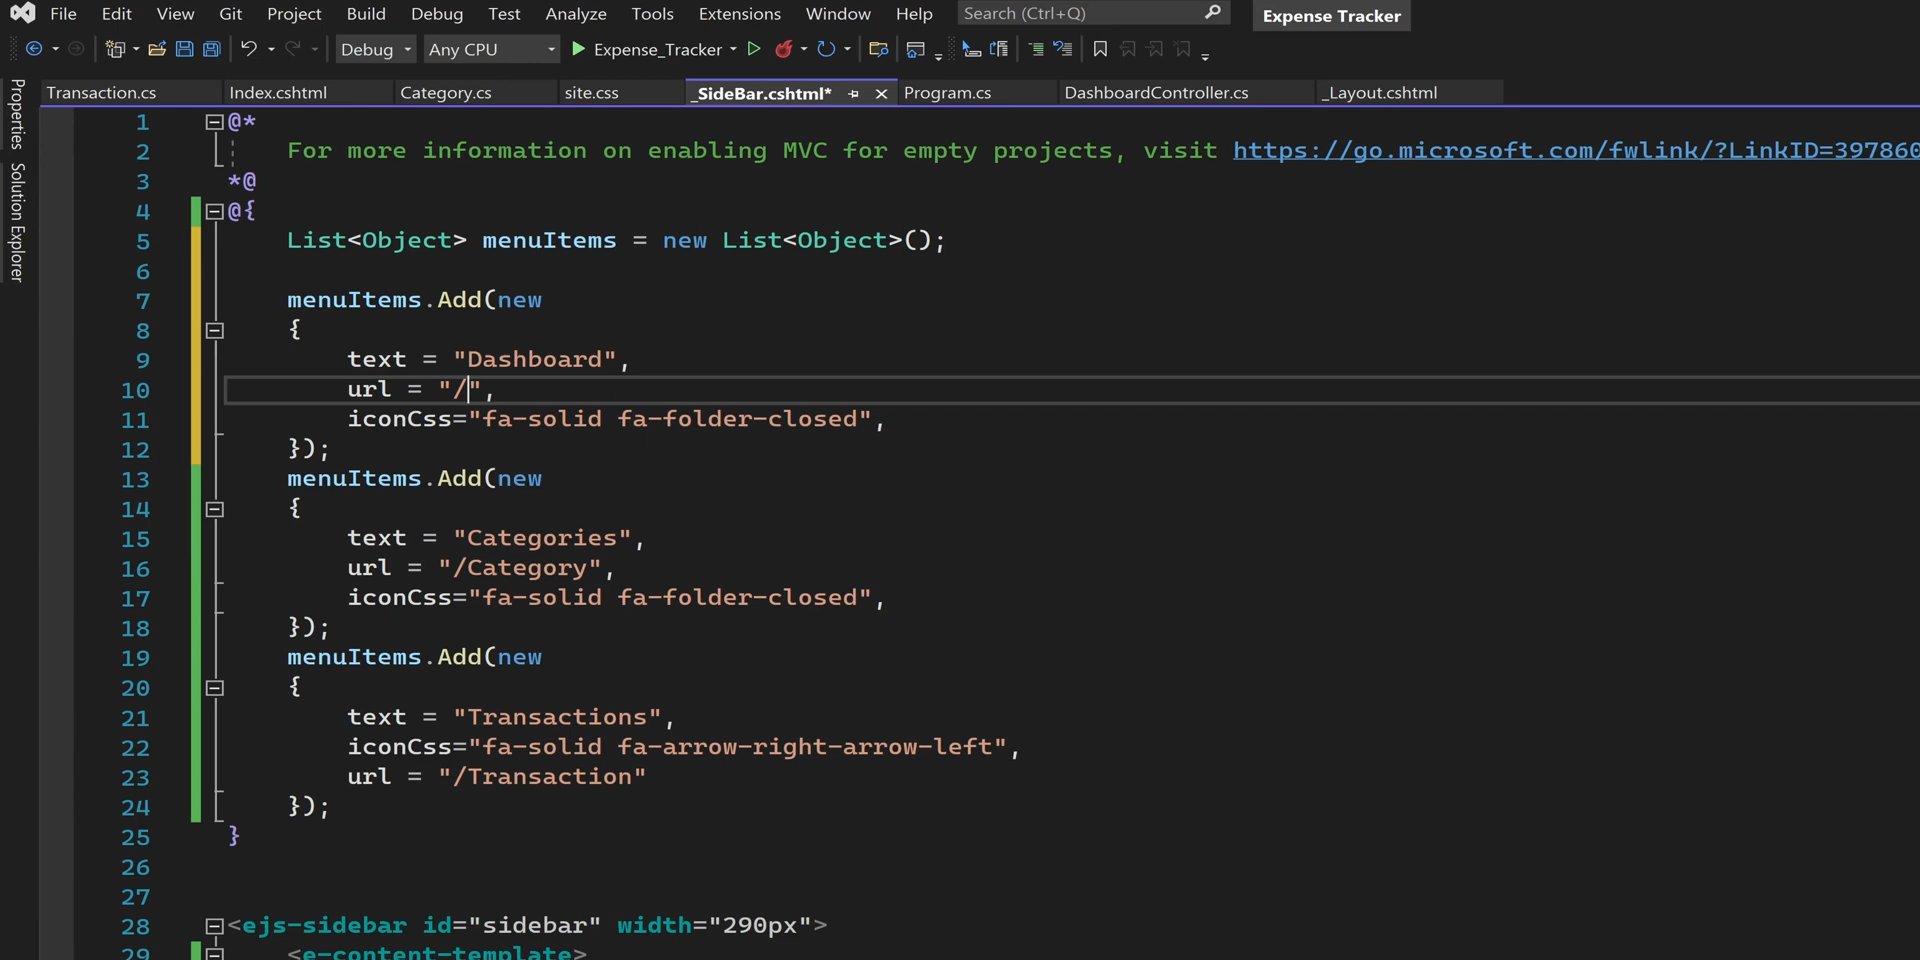 File Edit View Git Project Build Debug Test Analyze Tools Extensions Window Help Search (Ctrl+Q) Expense Tracker
Debug Any CPU Expense_Tracker
Properties
Solution Explorer
Transaction.cs Index.cshtml Category.cs site.css _SideBar.cshtml* Program.cs DashboardController.cs _Layout.cshtml
1 @*
2 For more information on enabling MVC for empty projects, visit https://go.microsoft.com/fwlink/?LinkID=397860
3 *@
4 @{
5 List<Object> menuItems = new List<Object>();
6
7 menuItems.Add(new
8 {
9 text = "Dashboard",
10 url = "/",
11 iconCss="fa-solid fa-folder-closed",
12 });
13 menuItems.Add(new
14 {
15 text = "Categories",
16 url = "/Category",
17 iconCss="fa-solid fa-folder-closed",
18 });
19 menuItems.Add(new
20 {
21 text = "Transactions",
22 iconCss="fa-solid fa-arrow-right-arrow-left",
23 url = "/Transaction"
24 });
25 }
26
27
28 <ejs-sidebar id="sidebar" width="290px">
29 <e-content-template>